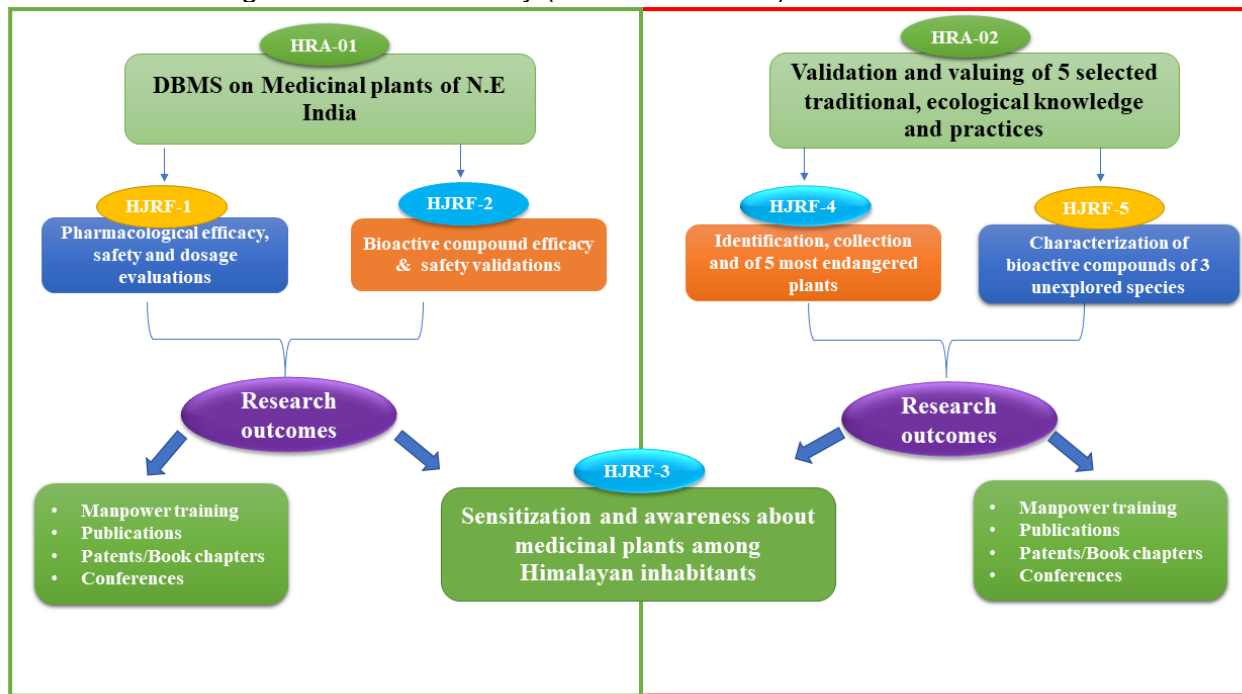 HRA-01
DBMS on Medicinal plants of N.E
India
HJRF-1
Pharmacological efficacy,
safety and dosage
evaluations
HJRF-2
Bioactive compound efficacy
& safety validations
Research
outcomes
• Manpower training
• Publications
• Patents/Book chapters
• Conferences
HRA-02
Validation and valuing of 5 selected
traditional, ecological knowledge
and practices
HJRF-4
Identification, collection
and of 5 most endangered
plants
HJRF-5
Characterization of
bioactive compounds of 3
unexplored species
Research
outcomes
HJRF-3
Sensitization and awareness about
medicinal plants among
Himalayan inhabitants
• Manpower training
• Publications
• Patents/Book chapters
• Conferences